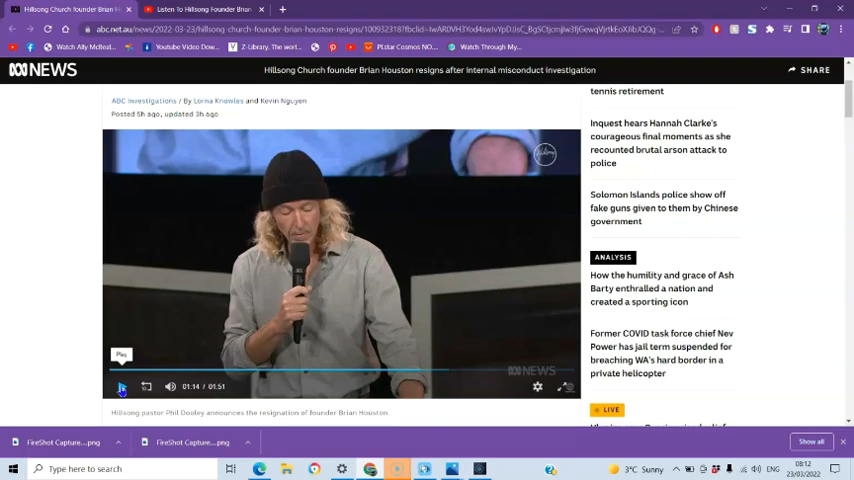 Hillsong Church founder Brian Ho
Listen To Hillsong Founder Brian
abc.net.au/news/2022-03-23/hillsong-church-founder-brian-houston-resigns/
Watch Ally McBeal
Youtube Video Dow...
Z-Library. The worl...
PLstar Cosmos NO...
Watch Through My...
NEWS
Hillsong Church founder Brian Houston resigns after internal misconduct investigation
SHARE
ABC Investigations / By Lorna Knowles and Kevin Nguyen
Posted 5h ago, updated 3h ago
Play
01:14 / 01:51
NEWS
Hillsong pastor Phil Dooley announces the resignation of founder Brian Houston.
tennis retirement
Inquest hears Hannah Clarke's
courageous final moments as she
recounted brutal arson attack to
police
Solomon Islands police show off
fake guns given to them by Chinese
government
ANALYSIS
How the humility and grace of Ash
Barty enthralled a nation and
created a sporting icon
Former COVID task force chief Nev
Power has jail term suspended for
breaching WA's hard border in a
private helicopter
LIVE
FireShot Capture....png
FireShot Capture....png
Show all
Type here to search
3°C Sunny
ENG
08:12
23/03/2022